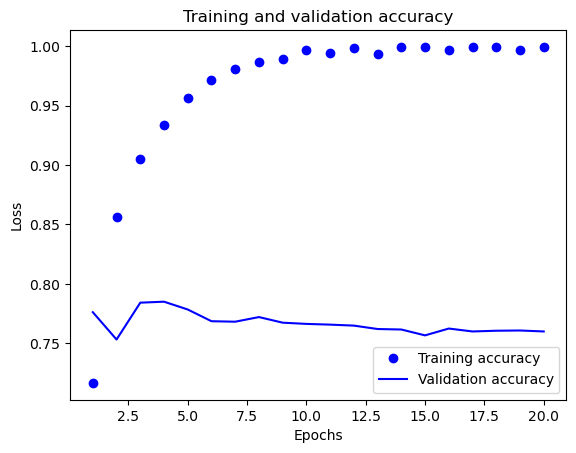 Training and validation accuracy
1.00
0.95
0.90
0.85
0.80
0.75
Loss
Training accuracy
Validation accuracy
2.5 5.0 7.5 10.0 12.5 15.0 17.5 20.0
Epochs